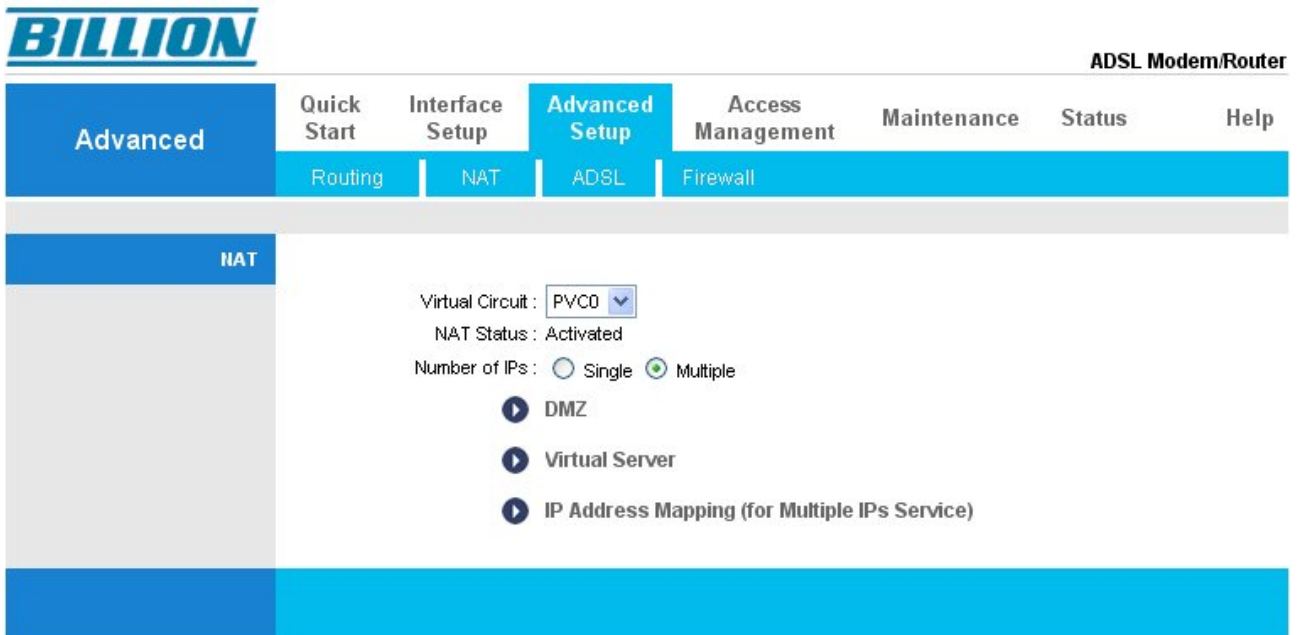 BILLION
ADSL Modem/Router
Advanced
Quick Start
Interface Setup
Advanced Setup
Access Management
Maintenance
Status
Help
Routing
NAT
ADSL
Firewall
NAT
Virtual Circuit : PVC0
NAT Status : Activated
Number of IPs : Single Multiple
DMZ
Virtual Server
IP Address Mapping (for Multiple IPs Service)